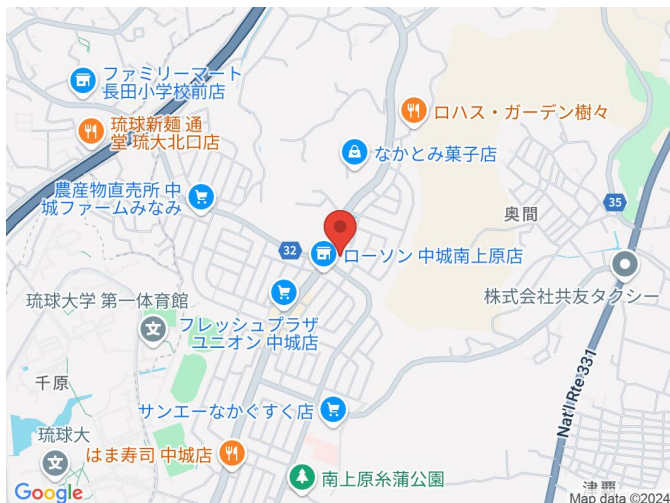 ファミリーマート
長田小学校前店
琉球新麺 通
堂 琉大北口店
ロハス・ガーデン樹々
なかとみ菓子店
農産物直売所 中
城ファームみなみ
35
奥間
32
ローソン 中城南上原店
株式会社共友タクシー
琉球大学 第一体育館
フレッシュプラザ
ユニオン 中城店
千原
Nat'l Rte 331
サンエーなかぐすく店
琉球大
はま寿司 中城店
南上原糸蒲公園
津覇
Google
Map data ©2024